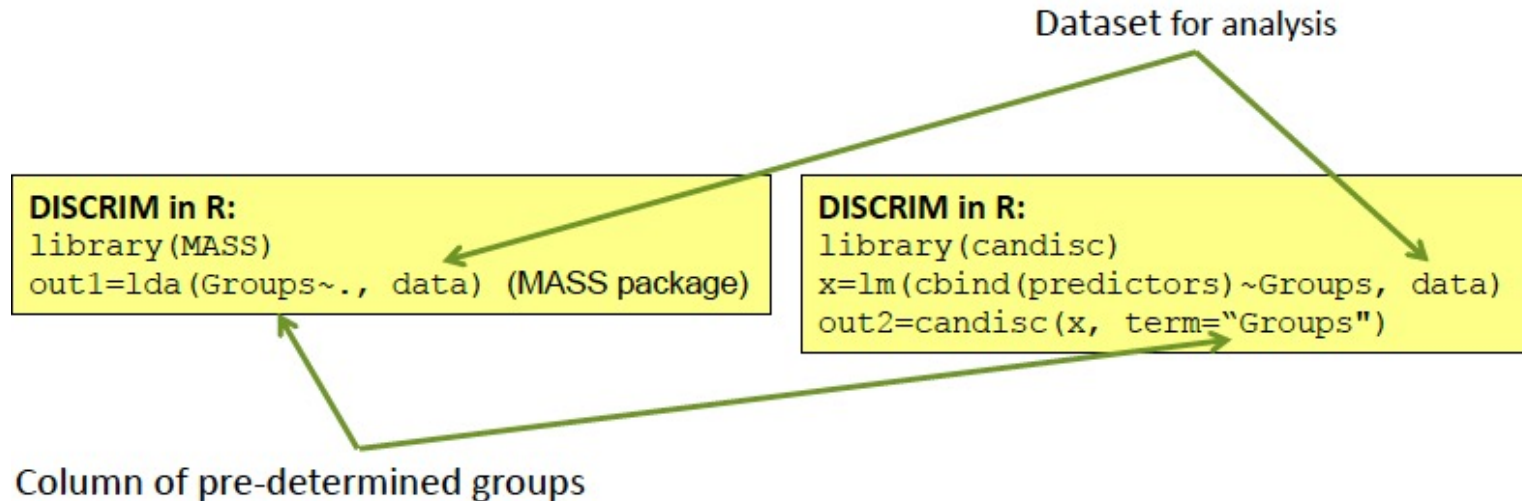 Dataset for analysis
DISCRIM in R:
library(MASS)
out1=lda(Groups~., data) (MASS package)
DISCRIM in R:
library(candisc)
x=lm(cbind(predictors)~Groups, data)
out2=candisc(x, term=“Groups")
Column of pre-determined groups